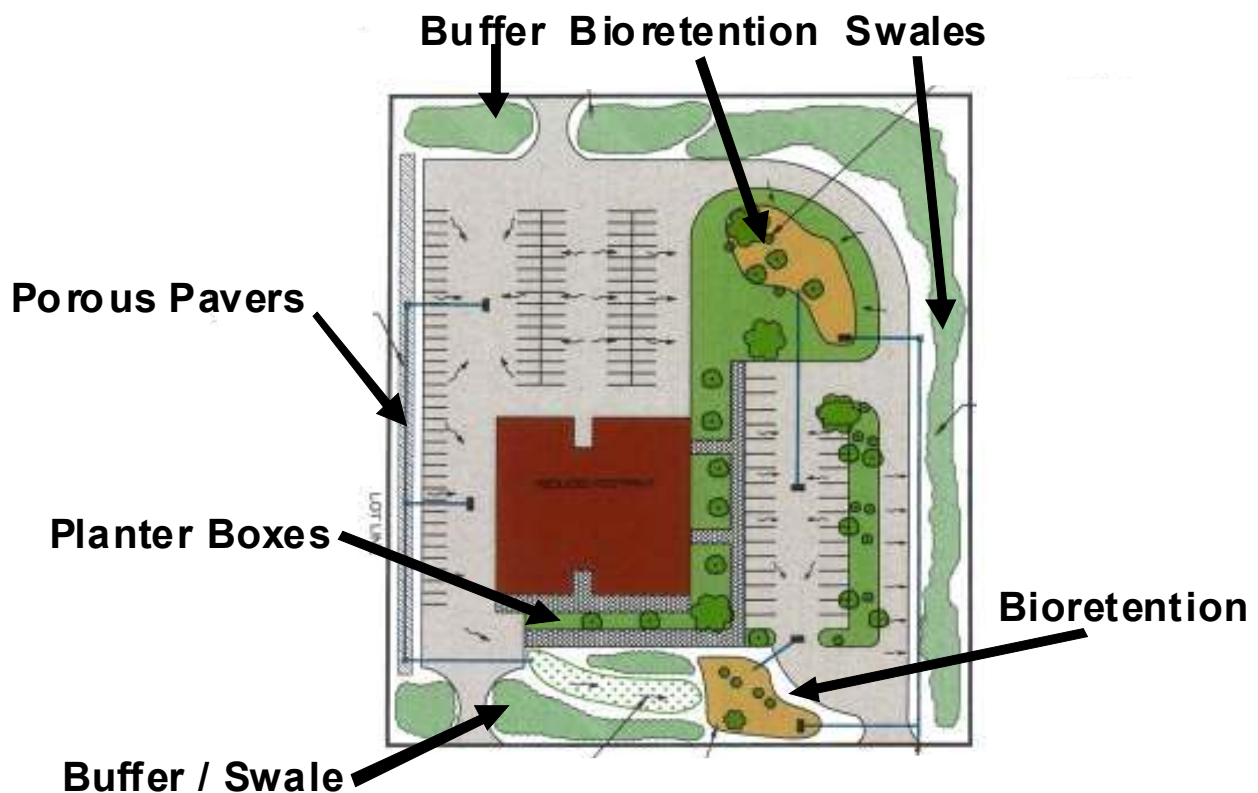 Buffer Bioretention Swales
Porous Pavers
Planter Boxes
Bioretention
Buffer / Swale